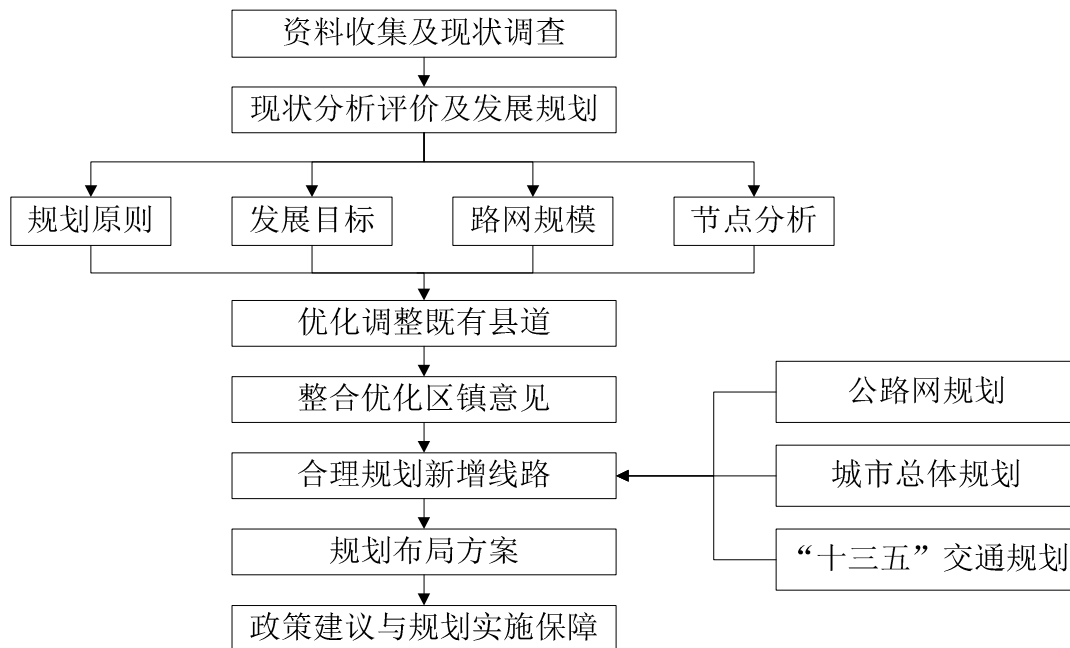 资料收集及现状调查
现状分析评价及发展规划
规划原则
发展目标
路网规模
节点分析
优化调整既有县道
整合优化区镇意见
合理规划新增线路
规划布局方案
政策建议与规划实施保障
公路网规划
城市总体规划
“十三五”交通规划